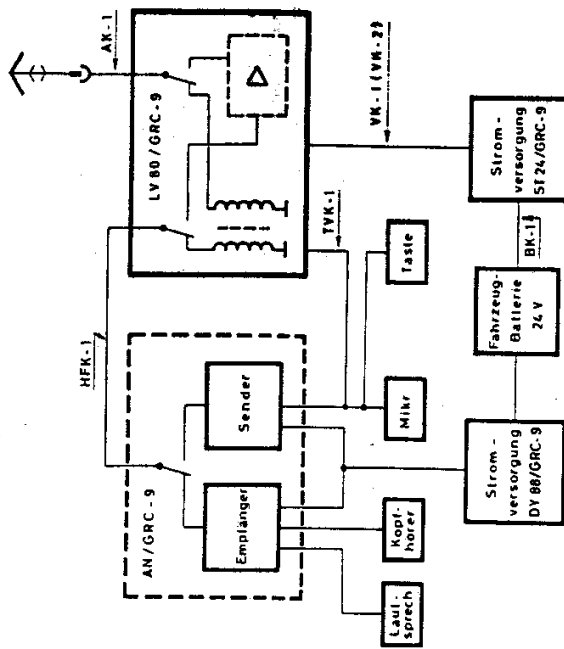 AK-1
LV 80/GRC-9
HFK-1
VK-1 (VK-2)
TVK-1
AN/GRC-9
Sender
Empfänger
Taste
Mikr
Kopf-
hörer
Laut-
sprech
Strom-
versorgung
ST 24/GRC-9
BK-1
Fahrzeug-
Batterie
24 V
Strom-
versorgung
DY 88/GRC-9